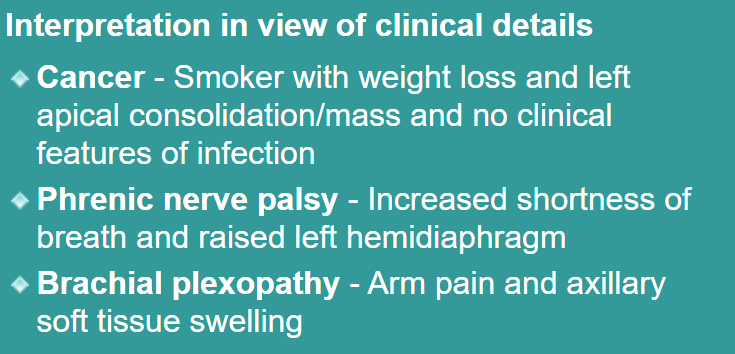 Interpretation in view of clinical details
Cancer - Smoker with weight loss and left
apical consolidation/mass and no clinical
features of infection
Phrenic nerve palsy - Increased shortness of
breath and raised left hemidiaphragm
Brachial plexopathy - Arm pain and axillary
soft tissue swelling